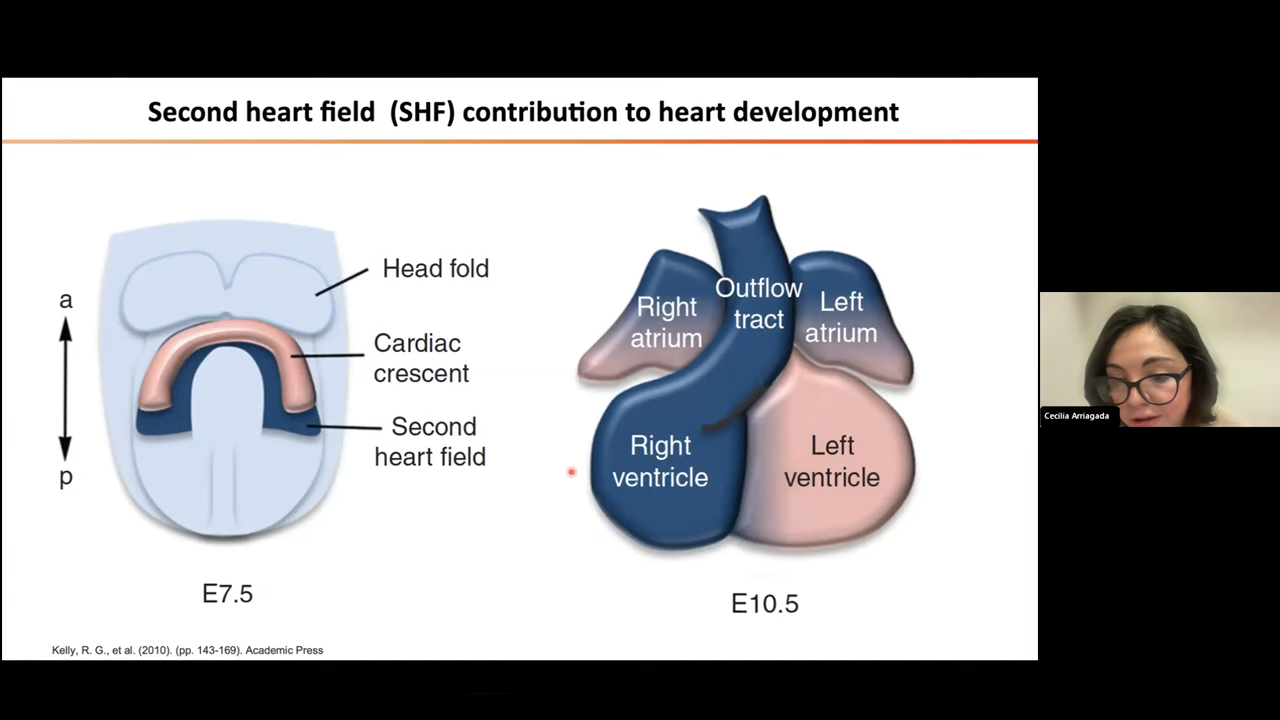 Second heart field (SHF) contribution to heart development
a
p
Head fold
Cardiac
crescent
Second
heart field
E7.5
Right
atrium
Outflow
tract
Left
atrium
Right
ventricle
Left
ventricle
E10.5
Kelly, R. G., et al. (2010). (pp. 143-169). Academic Press
Cecilia Arriagada